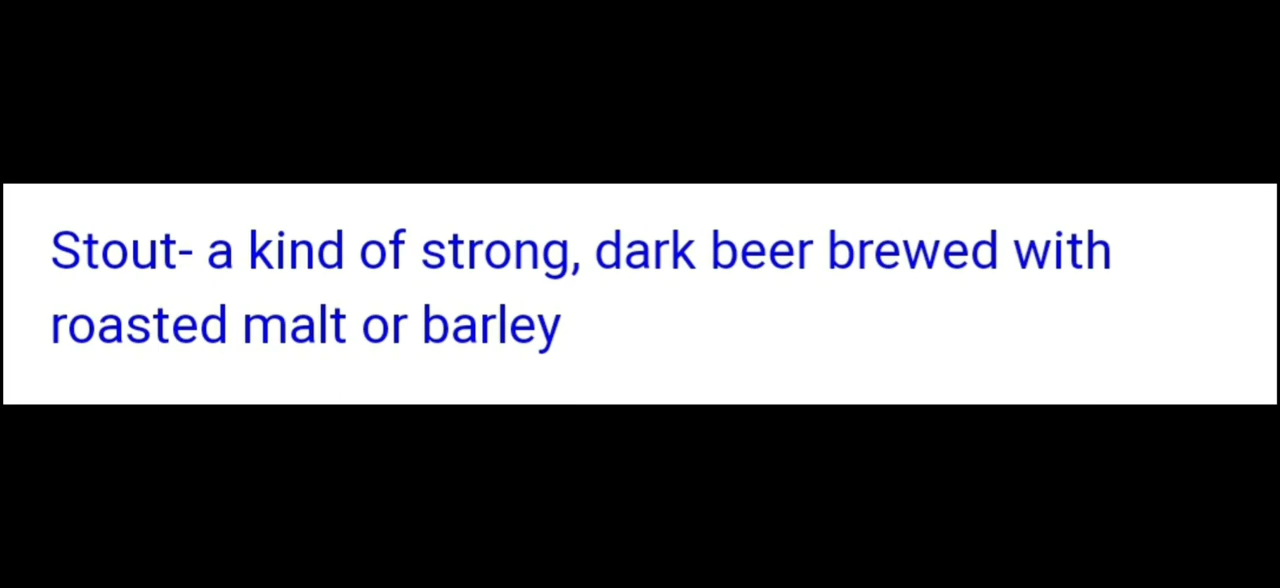 Stout- a kind of strong, dark beer brewed with
roasted malt or barley